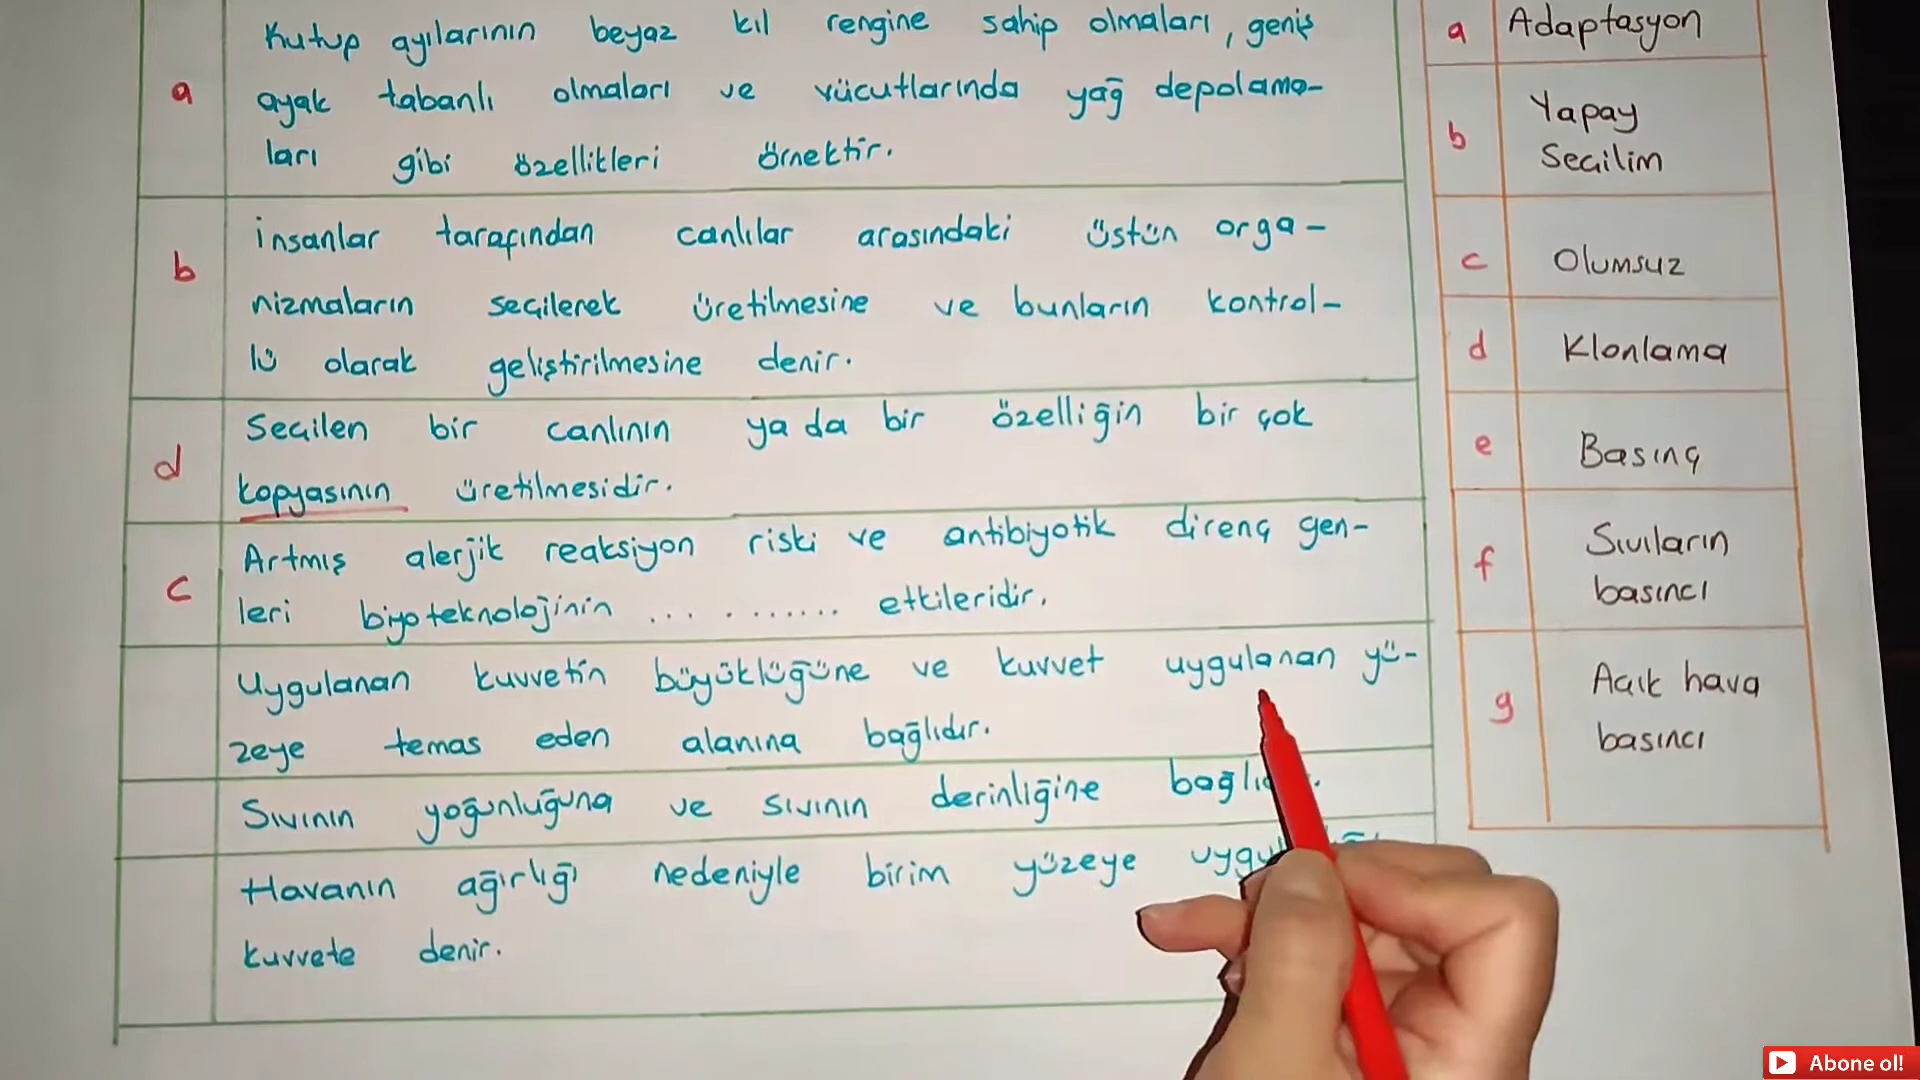 a
Kutup ayılarının beyaz kıl rengine sahip olmaları, geniş
ayak tabanlı olmaları ve vücutlarında yağ depolama-
ları gibi özellikleri örnektir.
b
İnsanlar tarafından canlılar arasındaki üstün orga-
nizmaların seçilerek üretilmesine ve bunların kontrol-
lü olarak geliştirilmesine denir.
d
Seçilen bir canlının ya da bir özelliğin bir çok
kopyasının üretilmesidir.
c
Artmış alerjik reaksiyon riski ve antibiyotik direnç gen-
leri biyoteknolojinin ... ........ etkileridir.
Uygulanan kuvvetin büyüklüğüne ve kuvvet uygulanan yü-
zeye temas eden alanına bağlıdır.
Sıvının yoğunluğuna ve sıvının derinliğine
Havanın ağırlığı nedeniyle birim yüzeye
kuvvete denir.
a Adaptasyon
b Yapay
Seçilim
c Olumsuz
d Klonlama
e Basınç
f Sıvıların
basıncı
g Açık hava
basıncı
Abone ol!